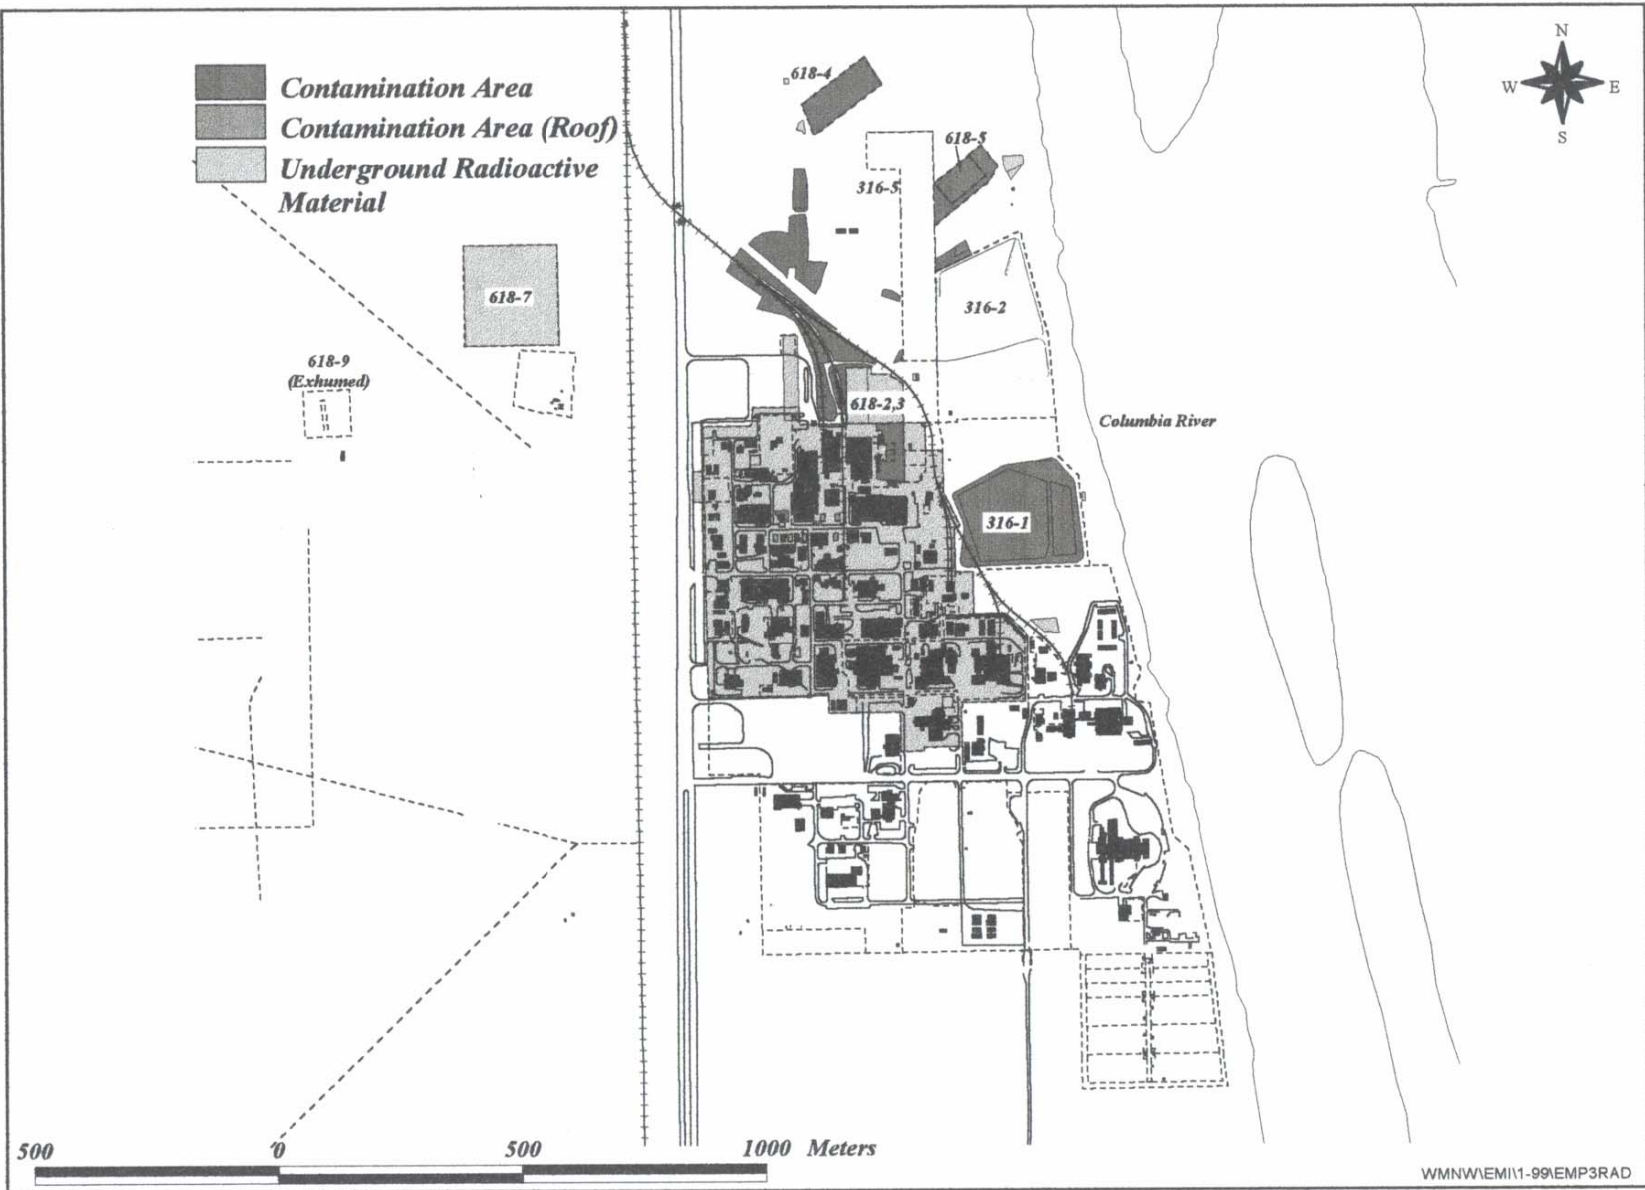 N
W E
S
Contamination Area
Contamination Area (Roof)
Underground Radioactive
Material
618-4
618-5
316-5
618-7
316-2
618-9
(Exhumed)
618-2,3
Columbia River
316-1
500 0 500 1000 Meters
WMNW\EMI\1-99\EMP3RAD